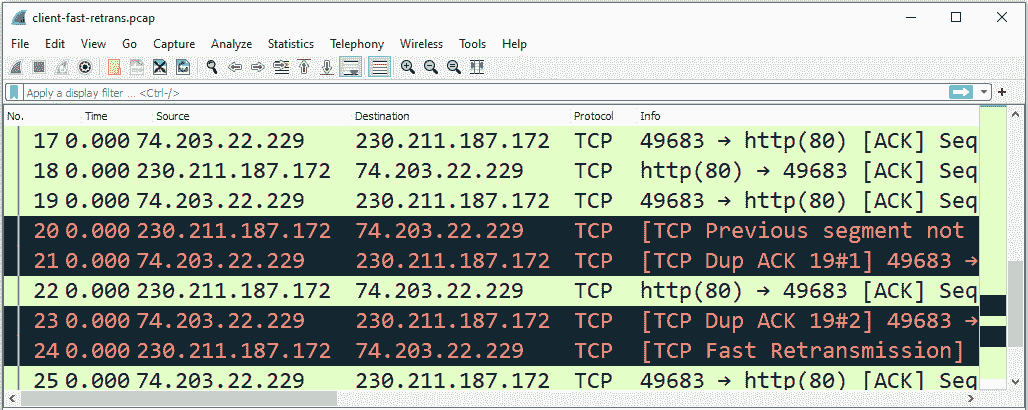 client-fast-retrans.pcap
File Edit View Go Capture Analyze Statistics Telephony Wireless Tools Help
Apply a display filter ... <Ctrl-/>
No. Time Source Destination Protocol Info
17 0.000 74.203.22.229 230.211.187.172 TCP 49683 → http(80) [ACK] Seq
18 0.000 230.211.187.172 74.203.22.229 TCP http(80) → 49683 [ACK] Seq
19 0.000 74.203.22.229 230.211.187.172 TCP 49683 → http(80) [ACK] Seq
20 0.000 230.211.187.172 74.203.22.229 TCP [TCP Previous segment not
21 0.000 74.203.22.229 230.211.187.172 TCP [TCP Dup ACK 19#1] 49683 →
22 0.000 230.211.187.172 74.203.22.229 TCP http(80) → 49683 [ACK] Seq
23 0.000 74.203.22.229 230.211.187.172 TCP [TCP Dup ACK 19#2] 49683 →
24 0.000 230.211.187.172 74.203.22.229 TCP [TCP Fast Retransmission]
25 0.000 74.203.22.229 230.211.187.172 TCP 49683 → http(80) [ACK] Seq